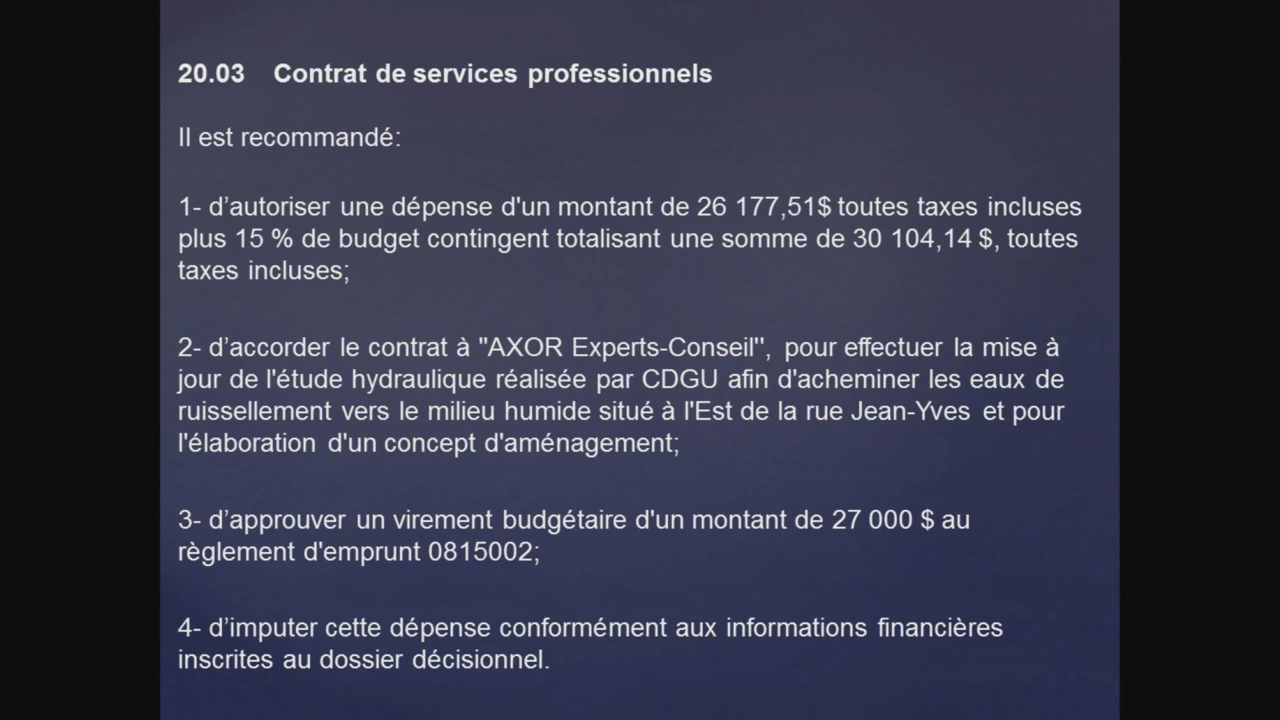 20.03 Contrat de services professionnels
Il est recommandé:
1- d’autoriser une dépense d'un montant de 26 177,51$ toutes taxes incluses
plus 15 % de budget contingent totalisant une somme de 30 104,14 $, toutes
taxes incluses;
2- d’accorder le contrat à "AXOR Experts-Conseil", pour effectuer la mise à
jour de l'étude hydraulique réalisée par CDGU afin d'acheminer les eaux de
ruissellement vers le milieu humide situé à l'Est de la rue Jean-Yves et pour
l'élaboration d'un concept d'aménagement;
3- d’approuver un virement budgétaire d'un montant de 27 000 $ au
règlement d'emprunt 0815002;
4- d’imputer cette dépense conformément aux informations financières
inscrites au dossier décisionnel.